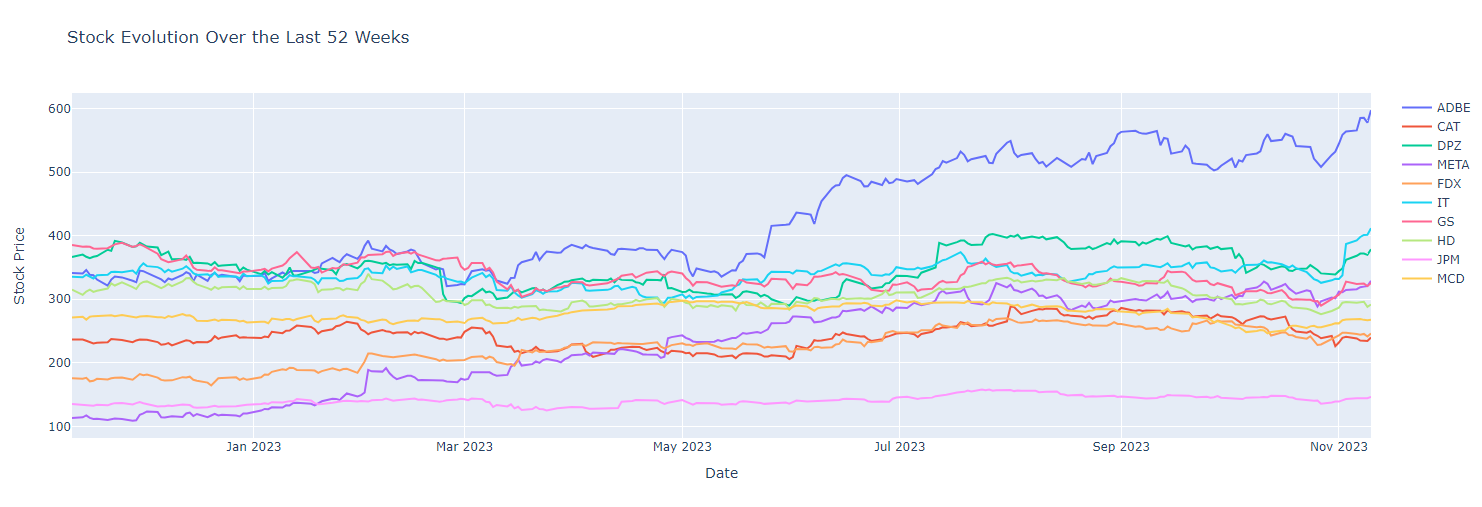 Stock Evolution Over the Last 52 Weeks
Stock Price
600
500
400
300
200
100
Jan 2023
Mar 2023
May 2023
Jul 2023
Sep 2023
Nov 2023
Date
ADBE
CAT
DPZ
META
FDX
IT
GS
HD
JPM
MCD